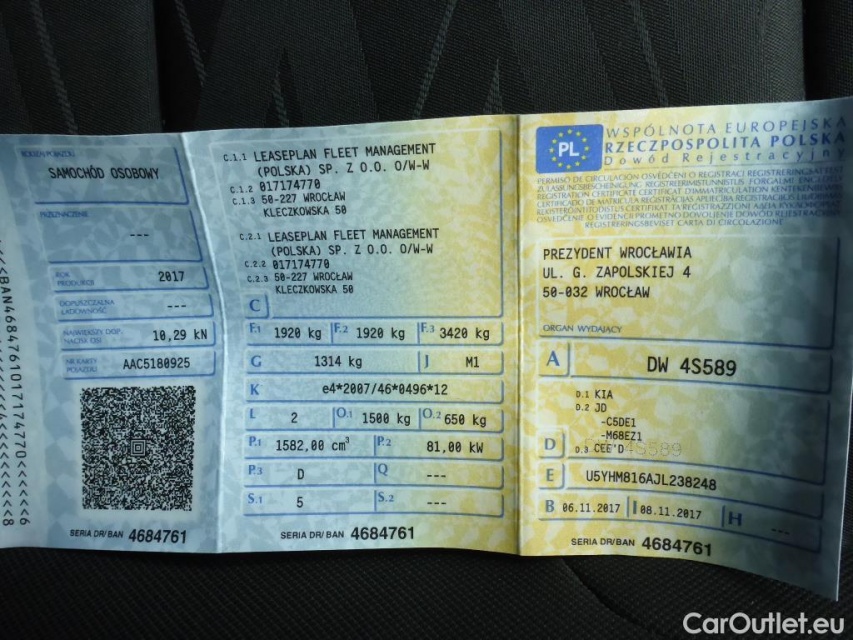 RODZAJ POJAZDU
SAMOCHÓD OSOBOWY
PRZEZNACZENIE
---
ROK PRODUKCJI
2017
DOPUSZCZALNA ŁADOWNOŚĆ
---
NAJWIĘKSZY DOP. NACISK OSI
10,29 kN
NR KARTY POJAZDU
AAC5180925
SERIA DR/BAN 4684761
C.1.1 LEASEPLAN FLEET MANAGEMENT
(POLSKA) SP. Z O.O. O/W-W
C.1.2 017174770
C.1.3 50-227 WROCŁAW
KLECZKOWSKA 50
C.2.1 LEASEPLAN FLEET MANAGEMENT
(POLSKA) SP. Z O.O. O/W-W
C.2.2 017174770
C.2.3 50-227 WROCŁAW
KLECZKOWSKA 50
C
F.1 1920 kg F.2 1920 kg F.3 3420 kg
G 1314 kg J M1
K e4*2007/46*0496*12
L 2 O.1 1500 kg O.2 650 kg
P.1 1582,00 cm³ P.2 81,00 kW
P.3 D Q ---
S.1 5 S.2 ---
SERIA DR/BAN 4684761
PL
WSPÓLNOTA EUROPEJSKA
RZECZPOSPOLITA POLSKA
Dowód Rejestracyjny
PREZYDENT WROCŁAWIA
UL. G. ZAPOLSKIEJ 4
50-032 WROCŁAW
ORGAN WYDAJĄCY
A DW 4S589
D.1 KIA
D.2 JD
-C5DE1
-M68EZ1
D D.3 CEE'D
E U5YHM816AJL238248
B 06.11.2017 I 08.11.2017 H ---
SERIA DR/BAN 4684761
CarOutlet.eu